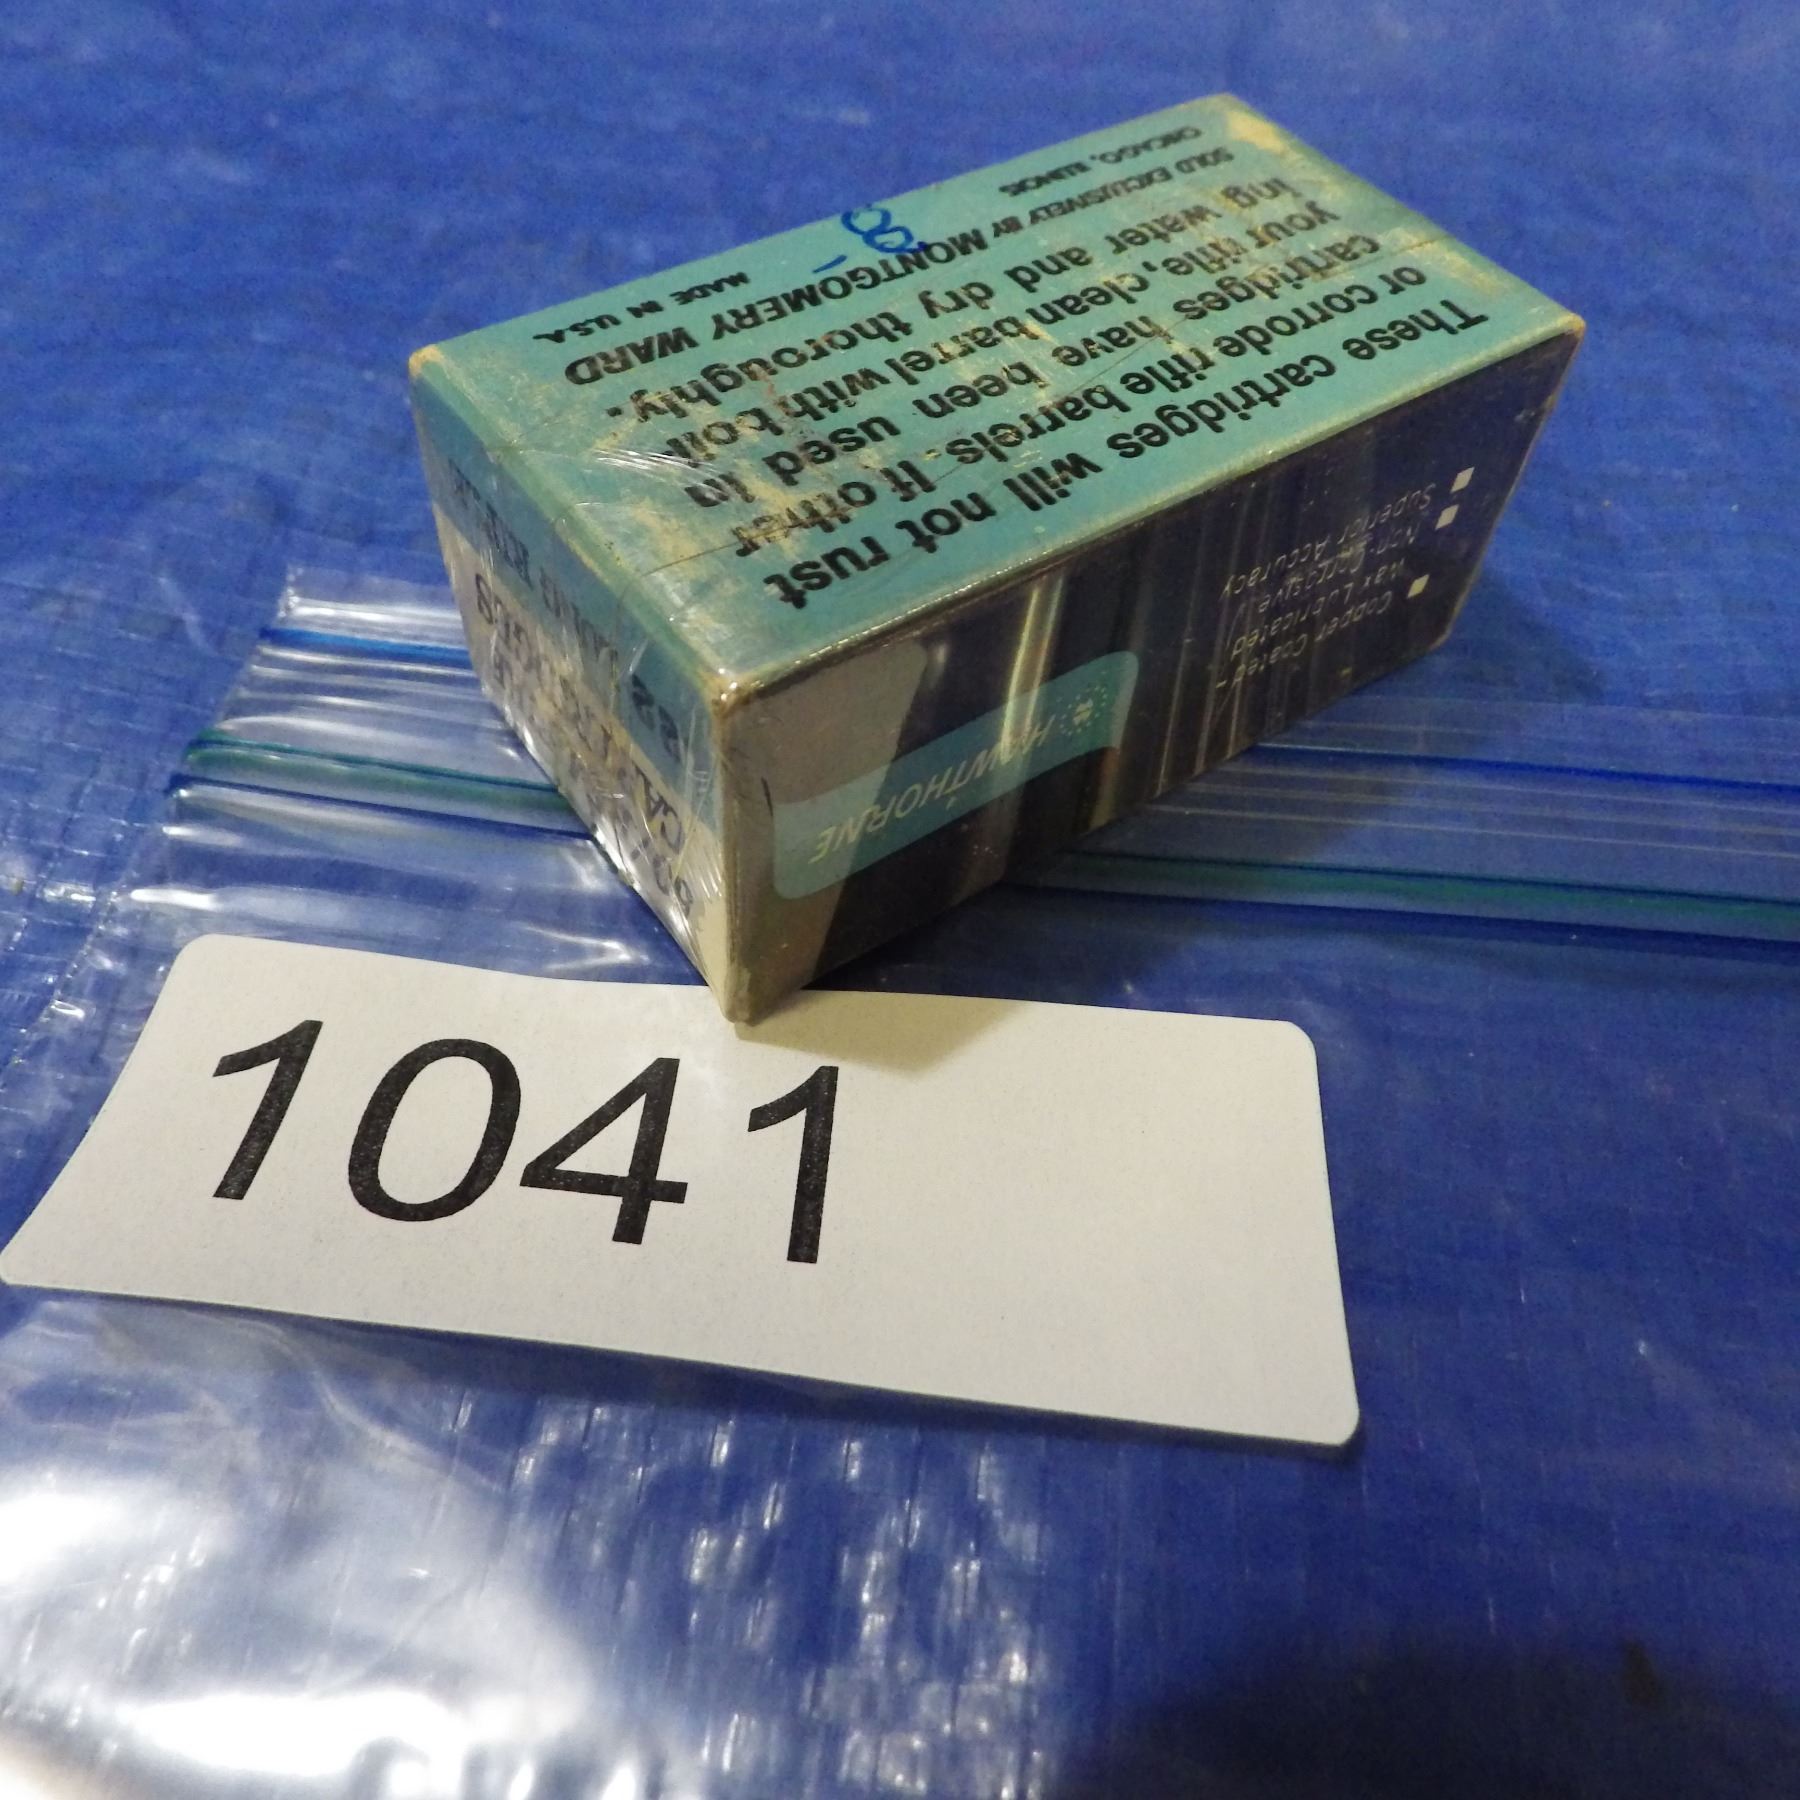 These cartridges will not rust
or corrode rifle barrels. If other
cartridges have been used in
your rifle, clean barrel with boil-
ing water and dry thoroughly.
SOLD EXCLUSIVELY BY MONTGOMERY WARD
CHICAGO, ILLINOIS
MADE IN U.S.A.
HAWTHORNE
Copper Coated-
Wax Lubricated
Non-Corrosive
Superior Accuracy
22
LONG RIFLE
1041